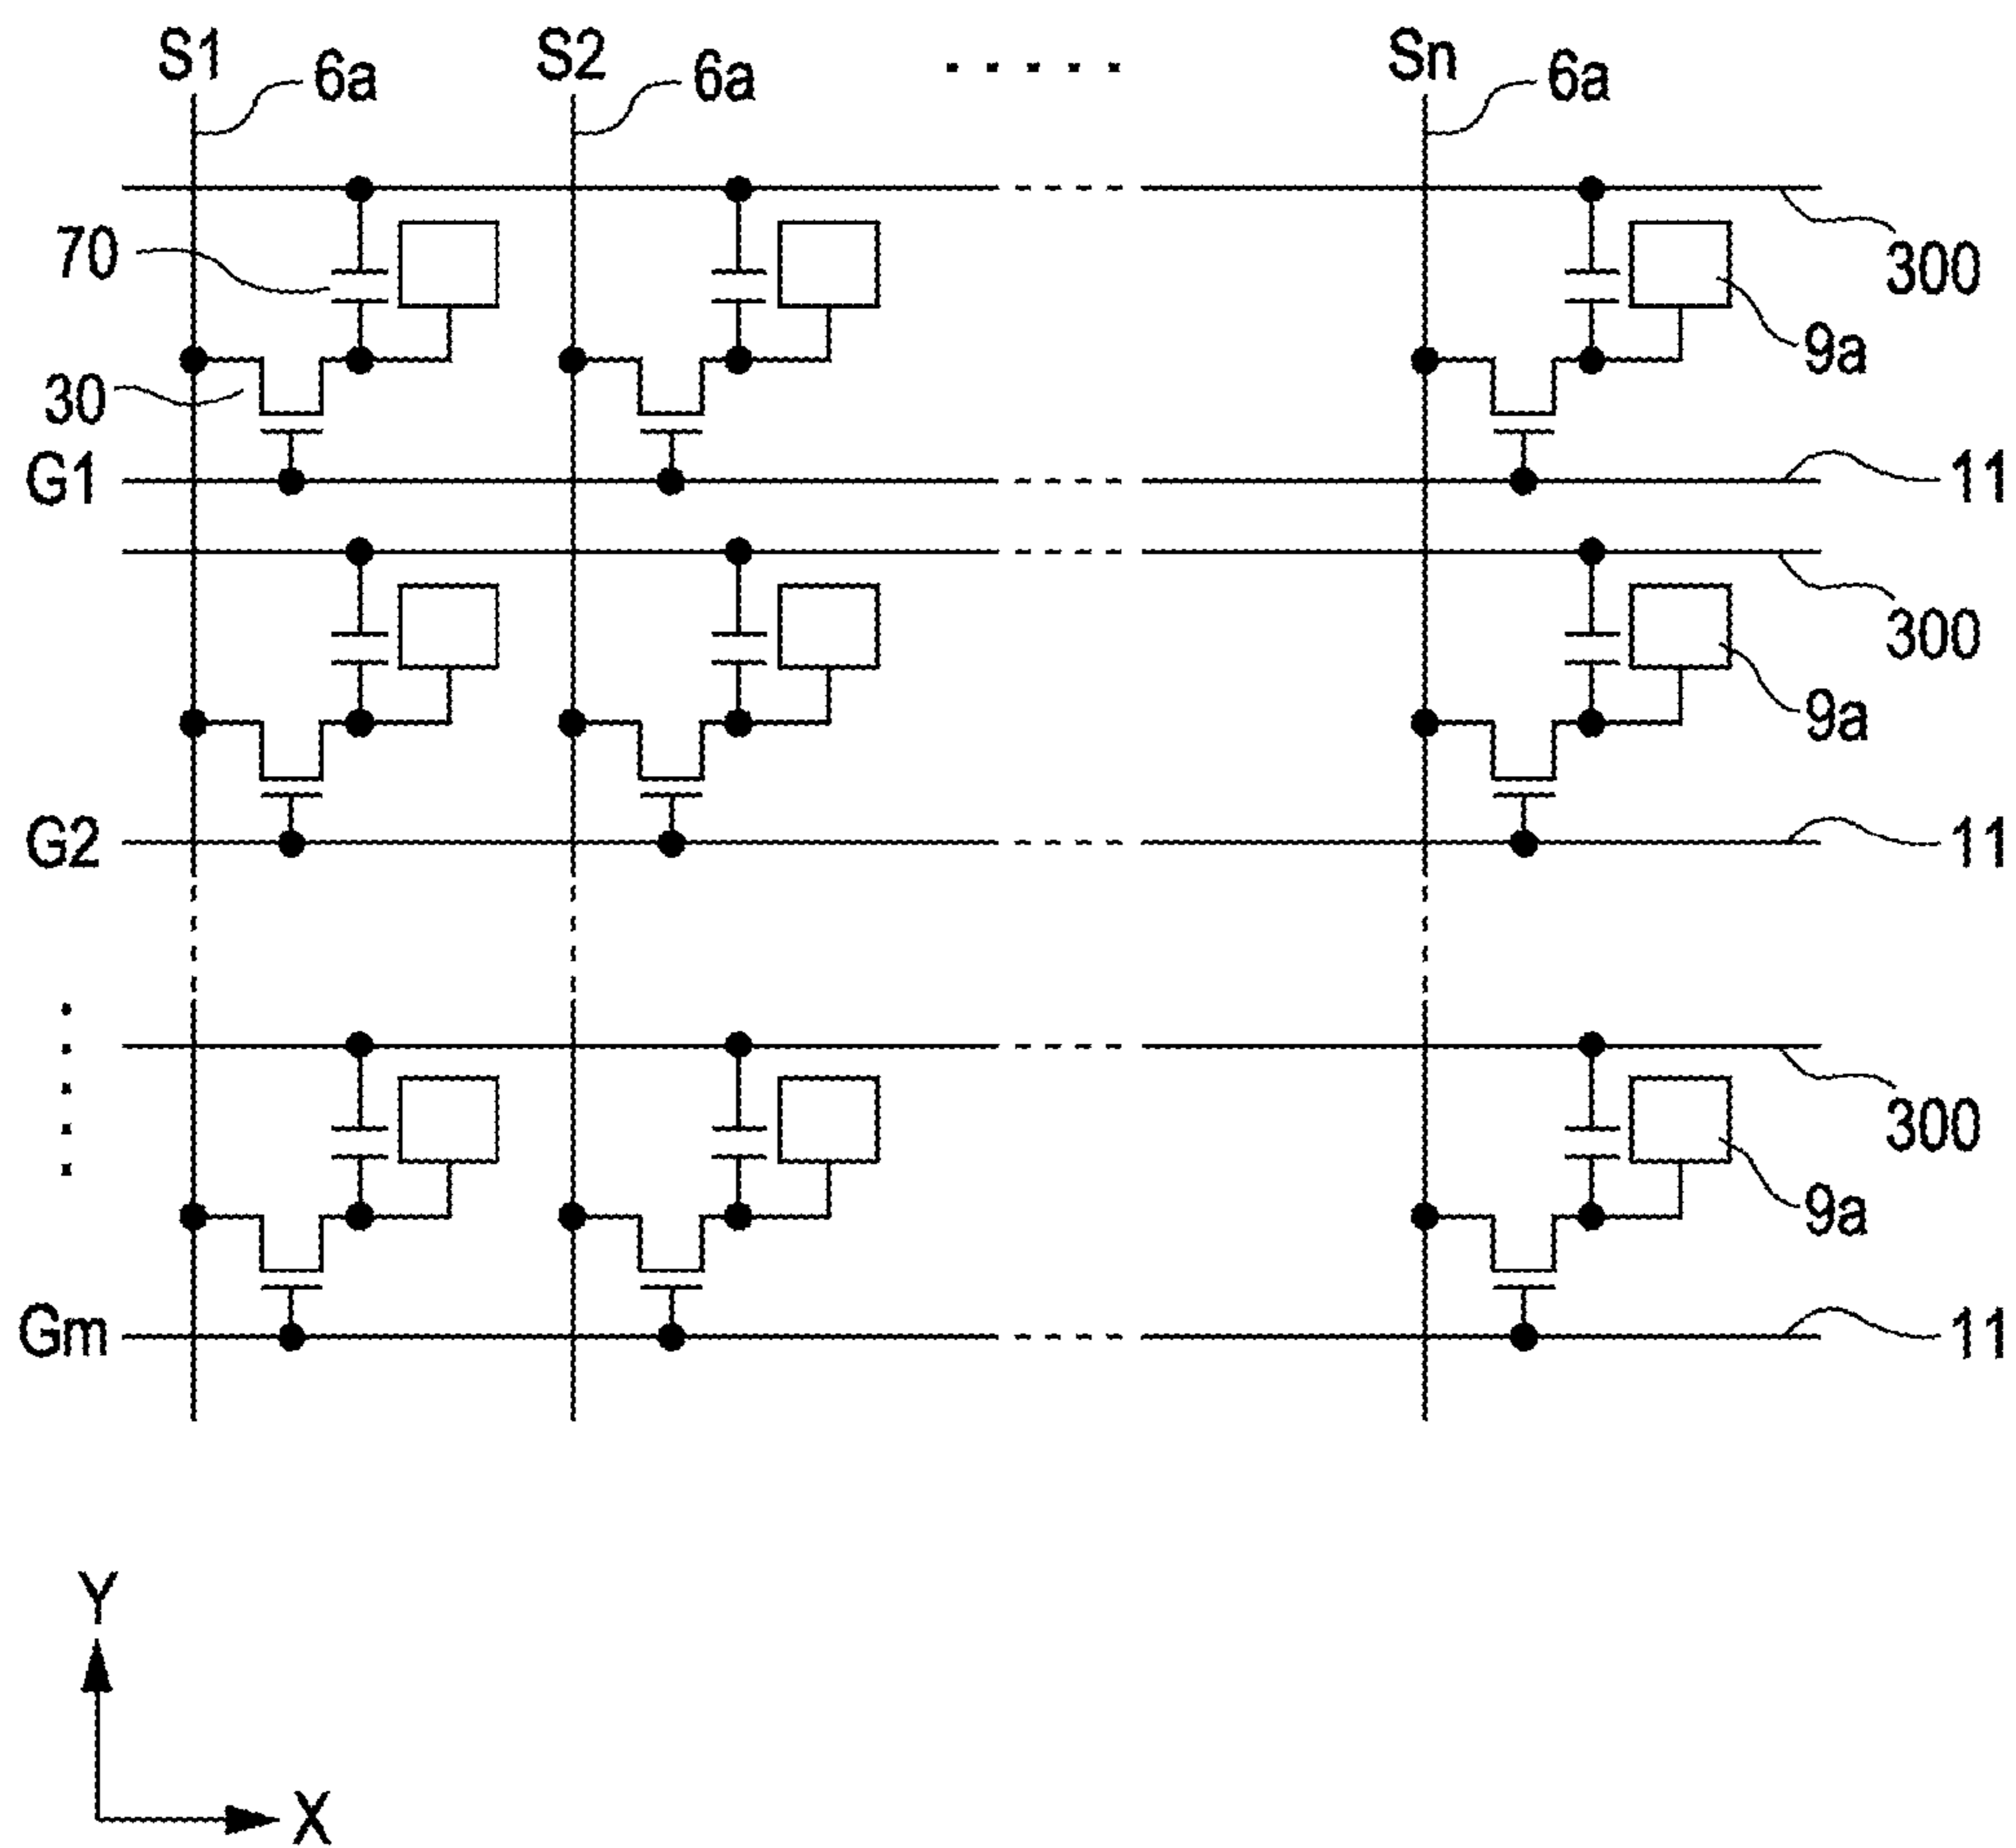 S1 6a S2 6a ..... Sn 6a
70 300
30 9a
G1 11
300
9a
G2 11
300
9a
Gm 11
Y
X